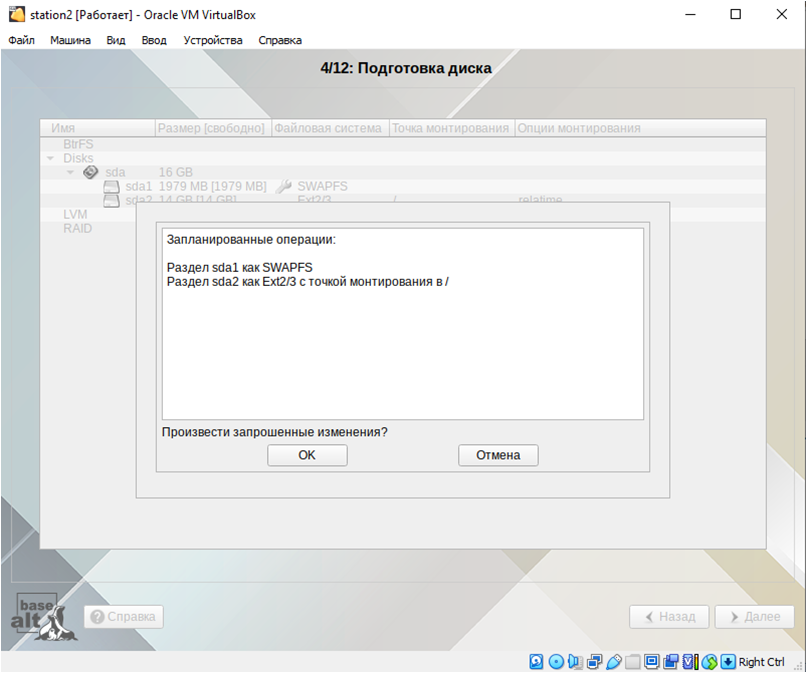 station2 [Работает] - Oracle VM VirtualBox
Файл Машина Вид Ввод Устройства Справка
4/12: Подготовка диска
Имя Размер [свободно] Файловая система Точка монтирования Опции монтирования
BtrFS
Disks
sda 16 GB
sda1 1979 MB [1979 MB] SWAPFS
sda2 14 GB [14 GB] Ext2/3 / relatime
LVM
RAID
Запланированные операции:
Раздел sda1 как SWAPFS
Раздел sda2 как Ext2/3 с точкой монтирования в /
Произвести запрошенные изменения?
OK Отмена
base
alt
Справка Назад Далее
Right Ctrl